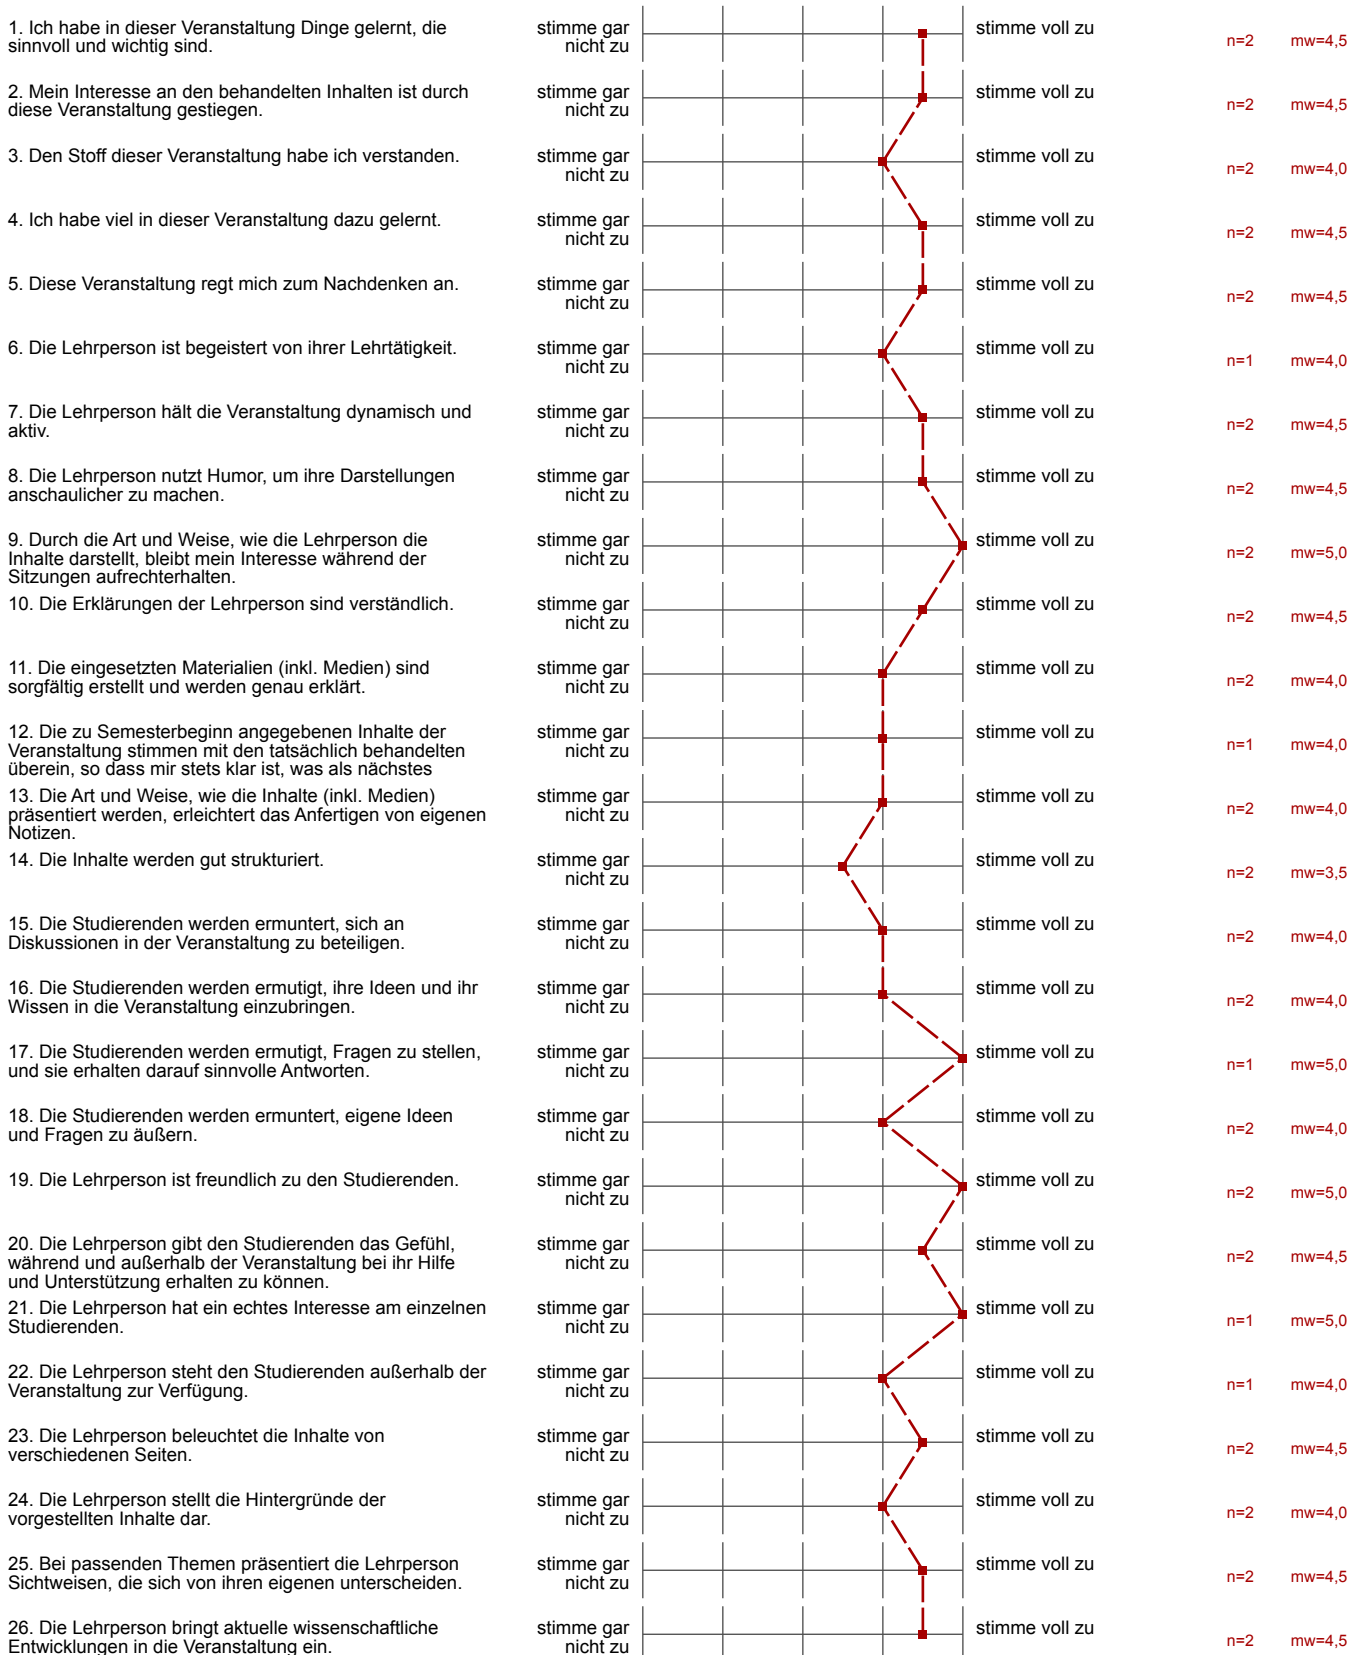 1. Ich habe in dieser Veranstaltung Dinge gelernt, die
sinnvoll und wichtig sind.
stimme gar
nicht zu
stimme voll zu
n=2 mw=4,5
2. Mein Interesse an den behandelten Inhalten ist durch
diese Veranstaltung gestiegen.
stimme gar
nicht zu
stimme voll zu
n=2 mw=4,5
3. Den Stoff dieser Veranstaltung habe ich verstanden.
stimme gar
nicht zu
stimme voll zu
n=2 mw=4,0
4. Ich habe viel in dieser Veranstaltung dazu gelernt.
stimme gar
nicht zu
stimme voll zu
n=2 mw=4,5
5. Diese Veranstaltung regt mich zum Nachdenken an.
stimme gar
nicht zu
stimme voll zu
n=2 mw=4,5
6. Die Lehrperson ist begeistert von ihrer Lehrtätigkeit.
stimme gar
nicht zu
stimme voll zu
n=1 mw=4,0
7. Die Lehrperson hält die Veranstaltung dynamisch und
aktiv.
stimme gar
nicht zu
stimme voll zu
n=2 mw=4,5
8. Die Lehrperson nutzt Humor, um ihre Darstellungen
anschaulicher zu machen.
stimme gar
nicht zu
stimme voll zu
n=2 mw=4,5
9. Durch die Art und Weise, wie die Lehrperson die
Inhalte darstellt, bleibt mein Interesse während der
Sitzungen aufrechterhalten.
stimme gar
nicht zu
stimme voll zu
n=2 mw=5,0
10. Die Erklärungen der Lehrperson sind verständlich.
stimme gar
nicht zu
stimme voll zu
n=2 mw=4,5
11. Die eingesetzten Materialien (inkl. Medien) sind
sorgfältig erstellt und werden genau erklärt.
stimme gar
nicht zu
stimme voll zu
n=2 mw=4,0
12. Die zu Semesterbeginn angegebenen Inhalte der
Veranstaltung stimmen mit den tatsächlich behandelten
überein, so dass mir stets klar ist, was als nächstes
stimme gar
nicht zu
stimme voll zu
n=1 mw=4,0
13. Die Art und Weise, wie die Inhalte (inkl. Medien)
präsentiert werden, erleichtert das Anfertigen von eigenen
Notizen.
stimme gar
nicht zu
stimme voll zu
n=2 mw=4,0
14. Die Inhalte werden gut strukturiert.
stimme gar
nicht zu
stimme voll zu
n=2 mw=3,5
15. Die Studierenden werden ermuntert, sich an
Diskussionen in der Veranstaltung zu beteiligen.
stimme gar
nicht zu
stimme voll zu
n=2 mw=4,0
16. Die Studierenden werden ermutigt, ihre Ideen und ihr
Wissen in die Veranstaltung einzubringen.
stimme gar
nicht zu
stimme voll zu
n=2 mw=4,0
17. Die Studierenden werden ermutigt, Fragen zu stellen,
und sie erhalten darauf sinnvolle Antworten.
stimme gar
nicht zu
stimme voll zu
n=1 mw=5,0
18. Die Studierenden werden ermuntert, eigene Ideen
und Fragen zu äußern.
stimme gar
nicht zu
stimme voll zu
n=2 mw=4,0
19. Die Lehrperson ist freundlich zu den Studierenden.
stimme gar
nicht zu
stimme voll zu
n=2 mw=5,0
20. Die Lehrperson gibt den Studierenden das Gefühl,
während und außerhalb der Veranstaltung bei ihr Hilfe
und Unterstützung erhalten zu können.
stimme gar
nicht zu
stimme voll zu
n=2 mw=4,5
21. Die Lehrperson hat ein echtes Interesse am einzelnen
Studierenden.
stimme gar
nicht zu
stimme voll zu
n=1 mw=5,0
22. Die Lehrperson steht den Studierenden außerhalb der
Veranstaltung zur Verfügung.
stimme gar
nicht zu
stimme voll zu
n=1 mw=4,0
23. Die Lehrperson beleuchtet die Inhalte von
verschiedenen Seiten.
stimme gar
nicht zu
stimme voll zu
n=2 mw=4,5
24. Die Lehrperson stellt die Hintergründe der
vorgestellten Inhalte dar.
stimme gar
nicht zu
stimme voll zu
n=2 mw=4,0
25. Bei passenden Themen präsentiert die Lehrperson
Sichtweisen, die sich von ihren eigenen unterscheiden.
stimme gar
nicht zu
stimme voll zu
n=2 mw=4,5
26. Die Lehrperson bringt aktuelle wissenschaftliche
Entwicklungen in die Veranstaltung ein.
stimme gar
nicht zu
stimme voll zu
n=2 mw=4,5